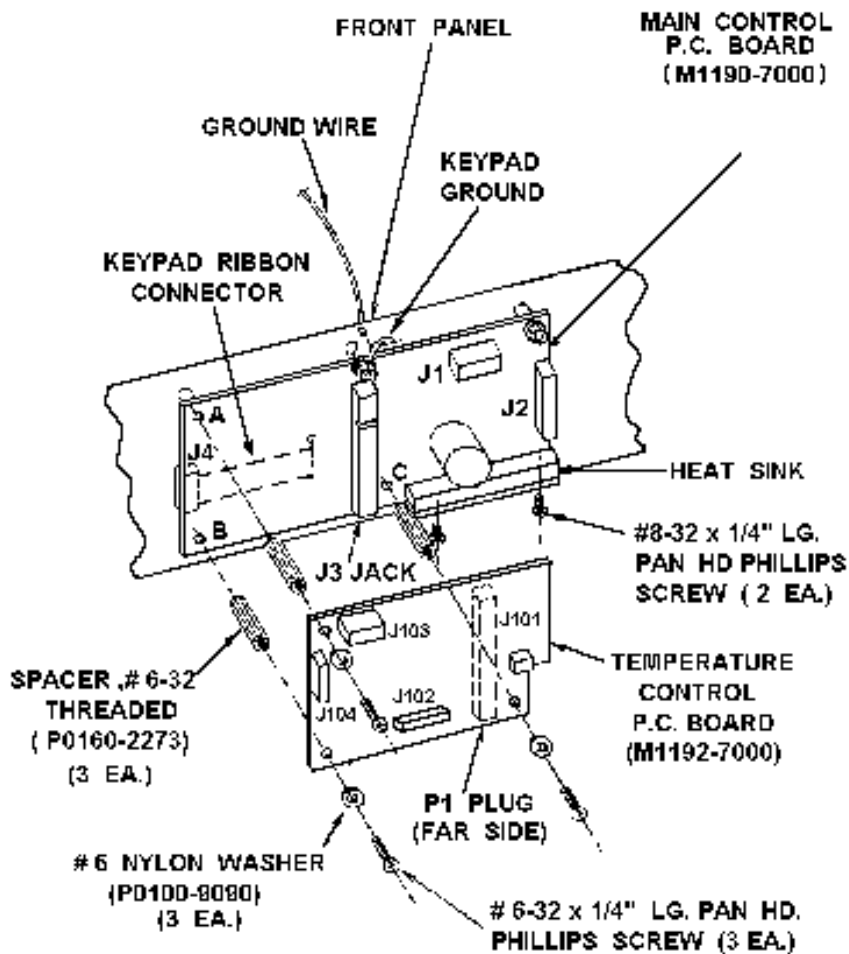 FRONT PANEL
MAIN CONTROL
P.C. BOARD
(M1190-7000)
GROUND WIRE
KEYPAD
GROUND
KEYPAD RIBBON
CONNECTOR
J1
J2
A
J4
C
B
HEAT SINK
J3 JACK
#8-32 x 1/4" LG.
PAN HD PHILLIPS
SCREW ( 2 EA.)
J103
J101
J104
J102
SPACER ,# 6-32
THREADED
( P0160-2273)
(3 EA.)
TEMPERATURE
CONTROL
P.C. BOARD
(M1192-7000)
P1 PLUG
(FAR SIDE)
# 6 NYLON WASHER
(P0100-9090)
(3 EA.)
# 6-32 x 1/4" LG. PAN HD.
PHILLIPS SCREW (3 EA.)